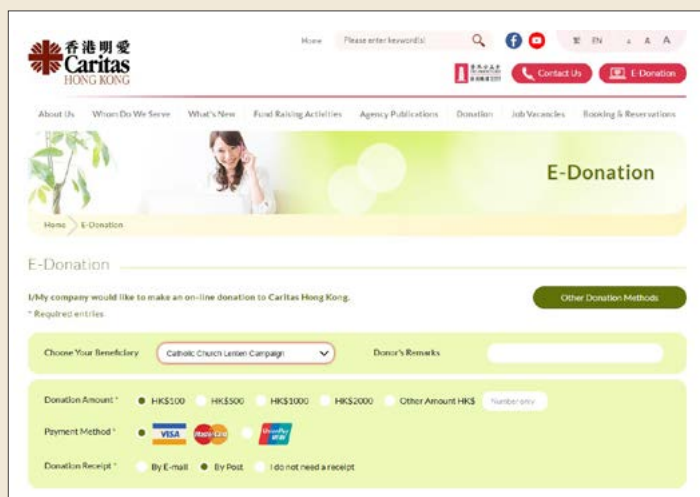 香港明愛
Caritas
HONG KONG
Home Please enter keyword(s) 繁 EN A A A
Contact Us E-Donation
About Us Whom Do We Serve What's New Fund Raising Activities Agency Publications Donation Job Vacancies Booking & Reservations
E-Donation
Home E-Donation
E-Donation
I/My company would like to make an on-line donation to Caritas Hong Kong.
Other Donation Methods
* Required entries
Choose Your Beneficiary Catholic Church Lenten Campaign Donor's Remarks
Donation Amount * HK$100 HK$500 HK$1000 HK$2000 Other Amount HK$ Number only
Payment Method * VISA MasterCard UnionPay 银联
Donation Receipt * By E-mail By Post I do not need a receipt